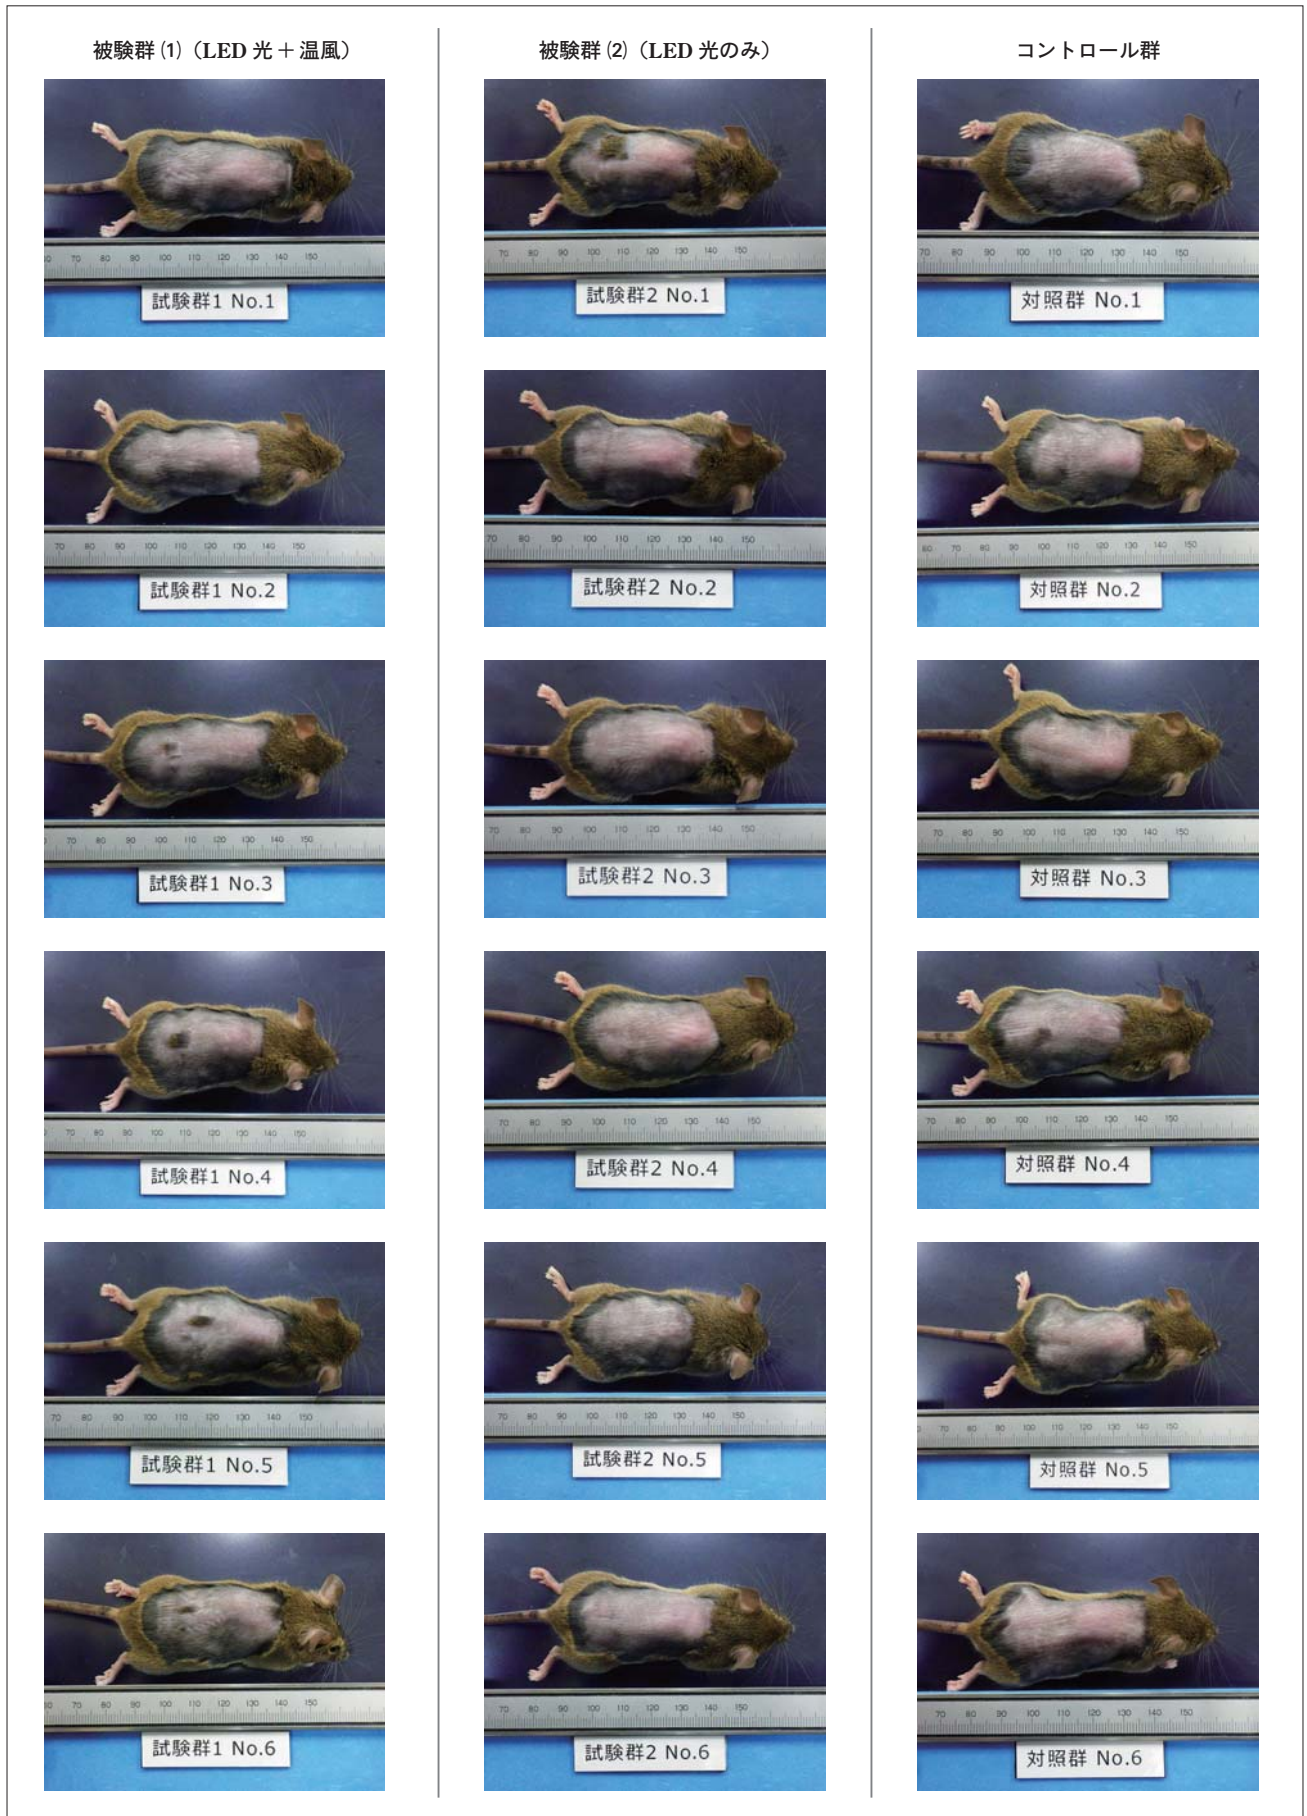 被験群(1)（LED 光＋温風）
被験群(2)（LED 光のみ）
コントロール群
試験群1 No.1
試験群2 No.1
対照群 No.1
試験群1 No.2
試験群2 No.2
対照群 No.2
試験群1 No.3
試験群2 No.3
対照群 No.3
試験群1 No.4
試験群2 No.4
対照群 No.4
試験群1 No.5
試験群2 No.5
対照群 No.5
試験群1 No.6
試験群2 No.6
対照群 No.6